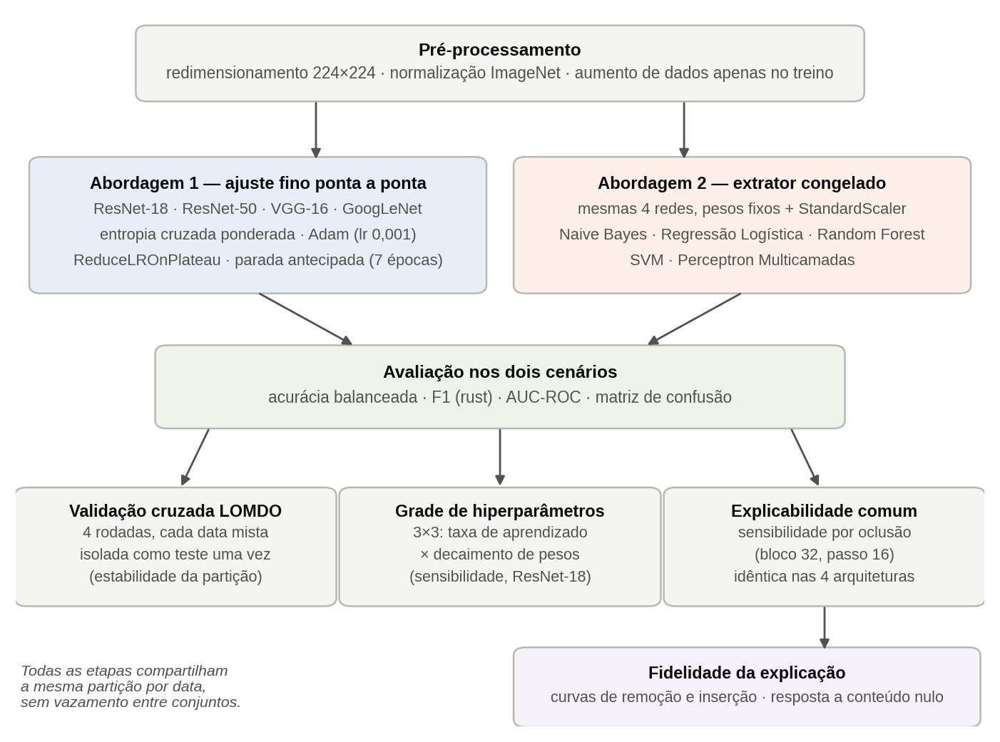 Pré-processamento
redimensionamento 224×224 · normalização ImageNet · aumento de dados apenas no treino
Abordagem 1 — ajuste fino ponta a ponta
ResNet-18 · ResNet-50 · VGG-16 · GoogLeNet
entropia cruzada ponderada · Adam (lr 0,001)
ReduceLROnPlateau · parada antecipada (7 épocas)
Abordagem 2 — extrator congelado
mesmas 4 redes, pesos fixos + StandardScaler
Naive Bayes · Regressão Logística · Random Forest
SVM · Perceptron Multicamadas
Avaliação nos dois cenários
acurácia balanceada · F1 (rust) · AUC-ROC · matriz de confusão
Validação cruzada LOMDO
4 rodadas, cada data mista
isolada como teste uma vez
(estabilidade da partição)
Grade de hiperparâmetros
3×3: taxa de aprendizado
× decaimento de pesos
(sensibilidade, ResNet-18)
Explicabilidade comum
sensibilidade por oclusão
(bloco 32, passo 16)
idêntica nas 4 arquiteturas
Todas as etapas compartilham
a mesma partição por data,
sem vazamento entre conjuntos.
Fidelidade da explicação
curvas de remoção e inserção · resposta a conteúdo nulo